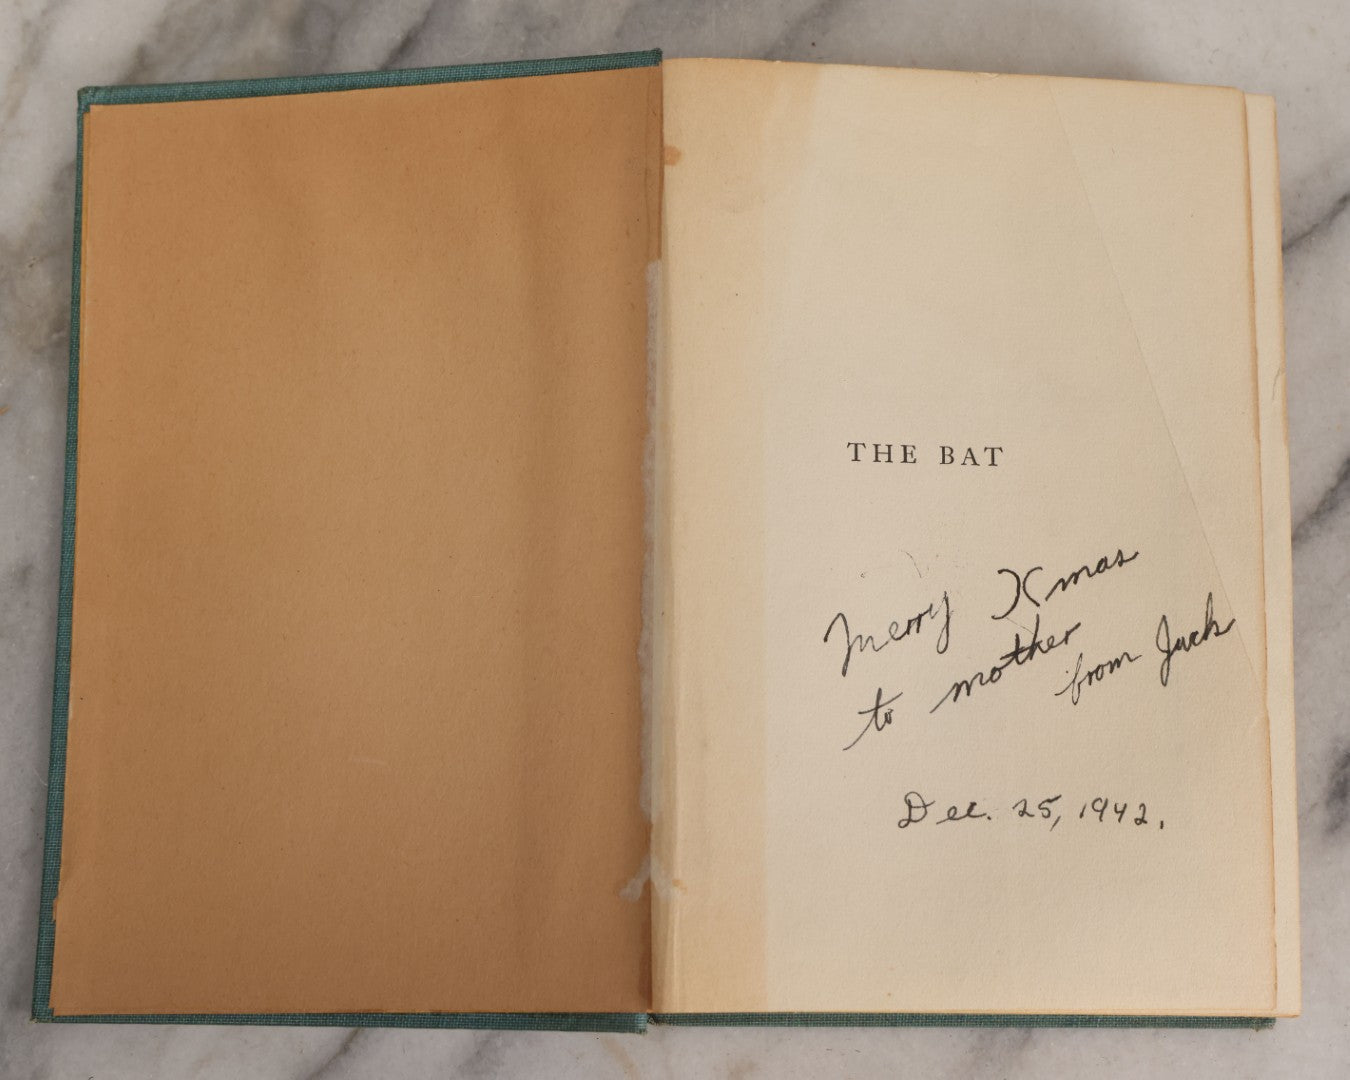 THE BAT
Merry Xmas
to mother
from Jack
Dec. 25, 1942.